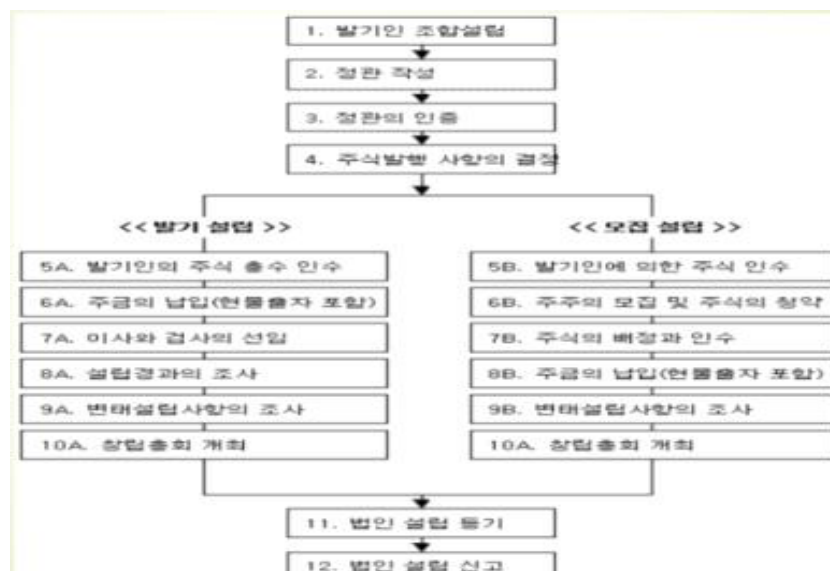 1. 발기인 조합설립
2. 정관 작성
3. 정관의 인증
4. 주식발행 사항의 결정
<< 발기 설립 >>
5A. 발기인의 주식 총수 인수
6A. 주금의 납입(현물출자 포함)
7A. 이사와 검사의 선임
8A. 설립경과의 조사
9A. 변태설립사항의 조사
10A. 창립총회 개최
<< 모집 설립 >>
5B. 발기인에 의한 주식 인수
6B. 주주의 모집 및 주식의 청약
7B. 주식의 배정과 인수
8B. 주금의 납입(현물출자 포함)
9B. 변태설립사항의 조사
10A. 창립총회 개최
11. 법인 설립 등기
12. 법인 설립 신고